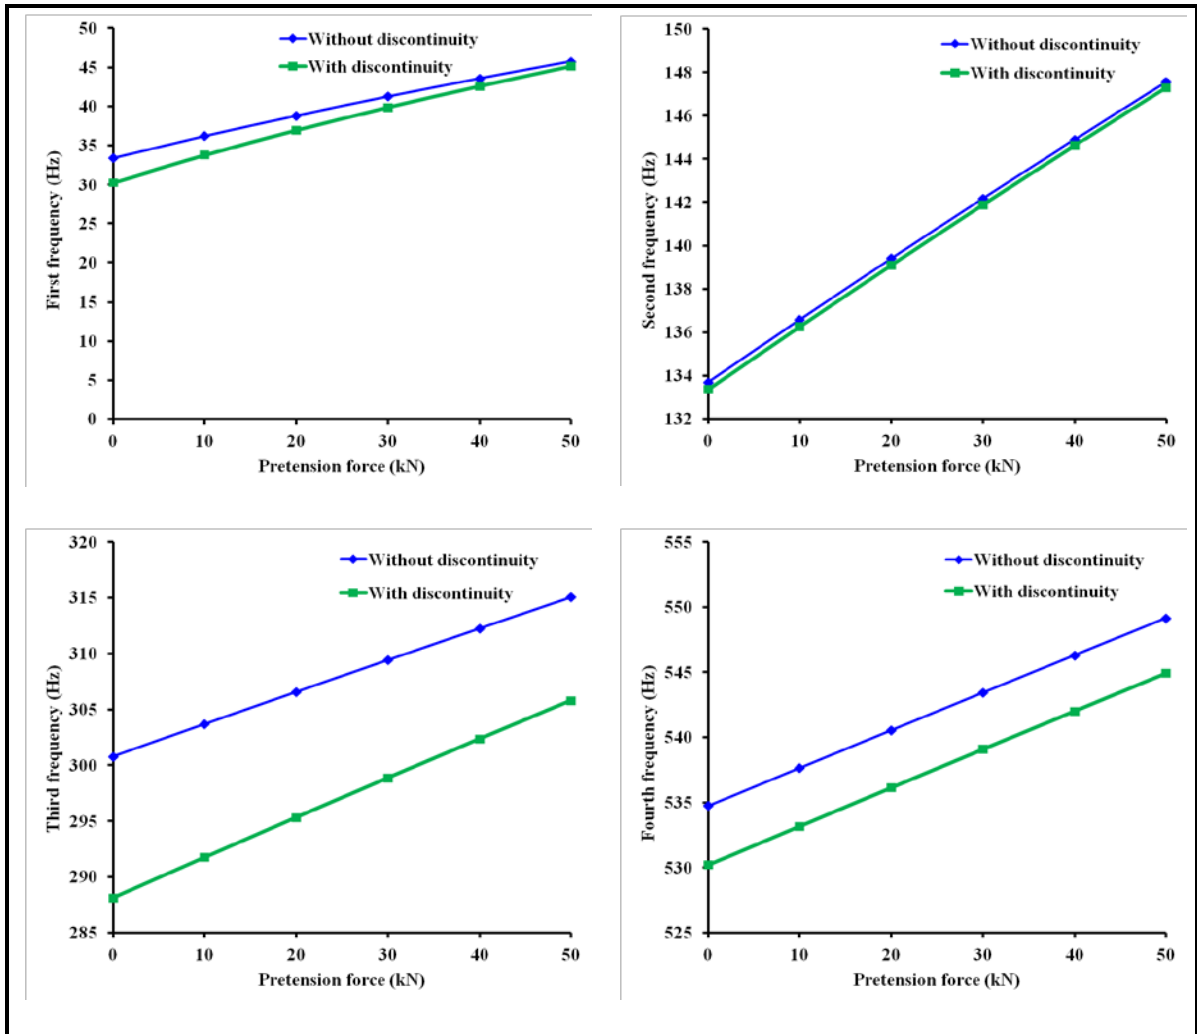 50
45
40
35
30
25
20
15
10
5
0
First frequency (Hz)
Without discontinuity
With discontinuity
0 10 20 30 40 50
Pretension force (kN)
150
148
146
144
142
140
138
136
134
132
Second frequency (Hz)
Without discontinuity
With discontinuity
0 10 20 30 40 50
Pretension force (kN)
320
315
310
305
300
295
290
285
Third frequency (Hz)
Without discontinuity
With discontinuity
0 10 20 30 40 50
Pretension force (kN)
555
550
545
540
535
530
525
Fourth frequency (Hz)
Without discontinuity
With discontinuity
0 10 20 30 40 50
Pretension force (kN)